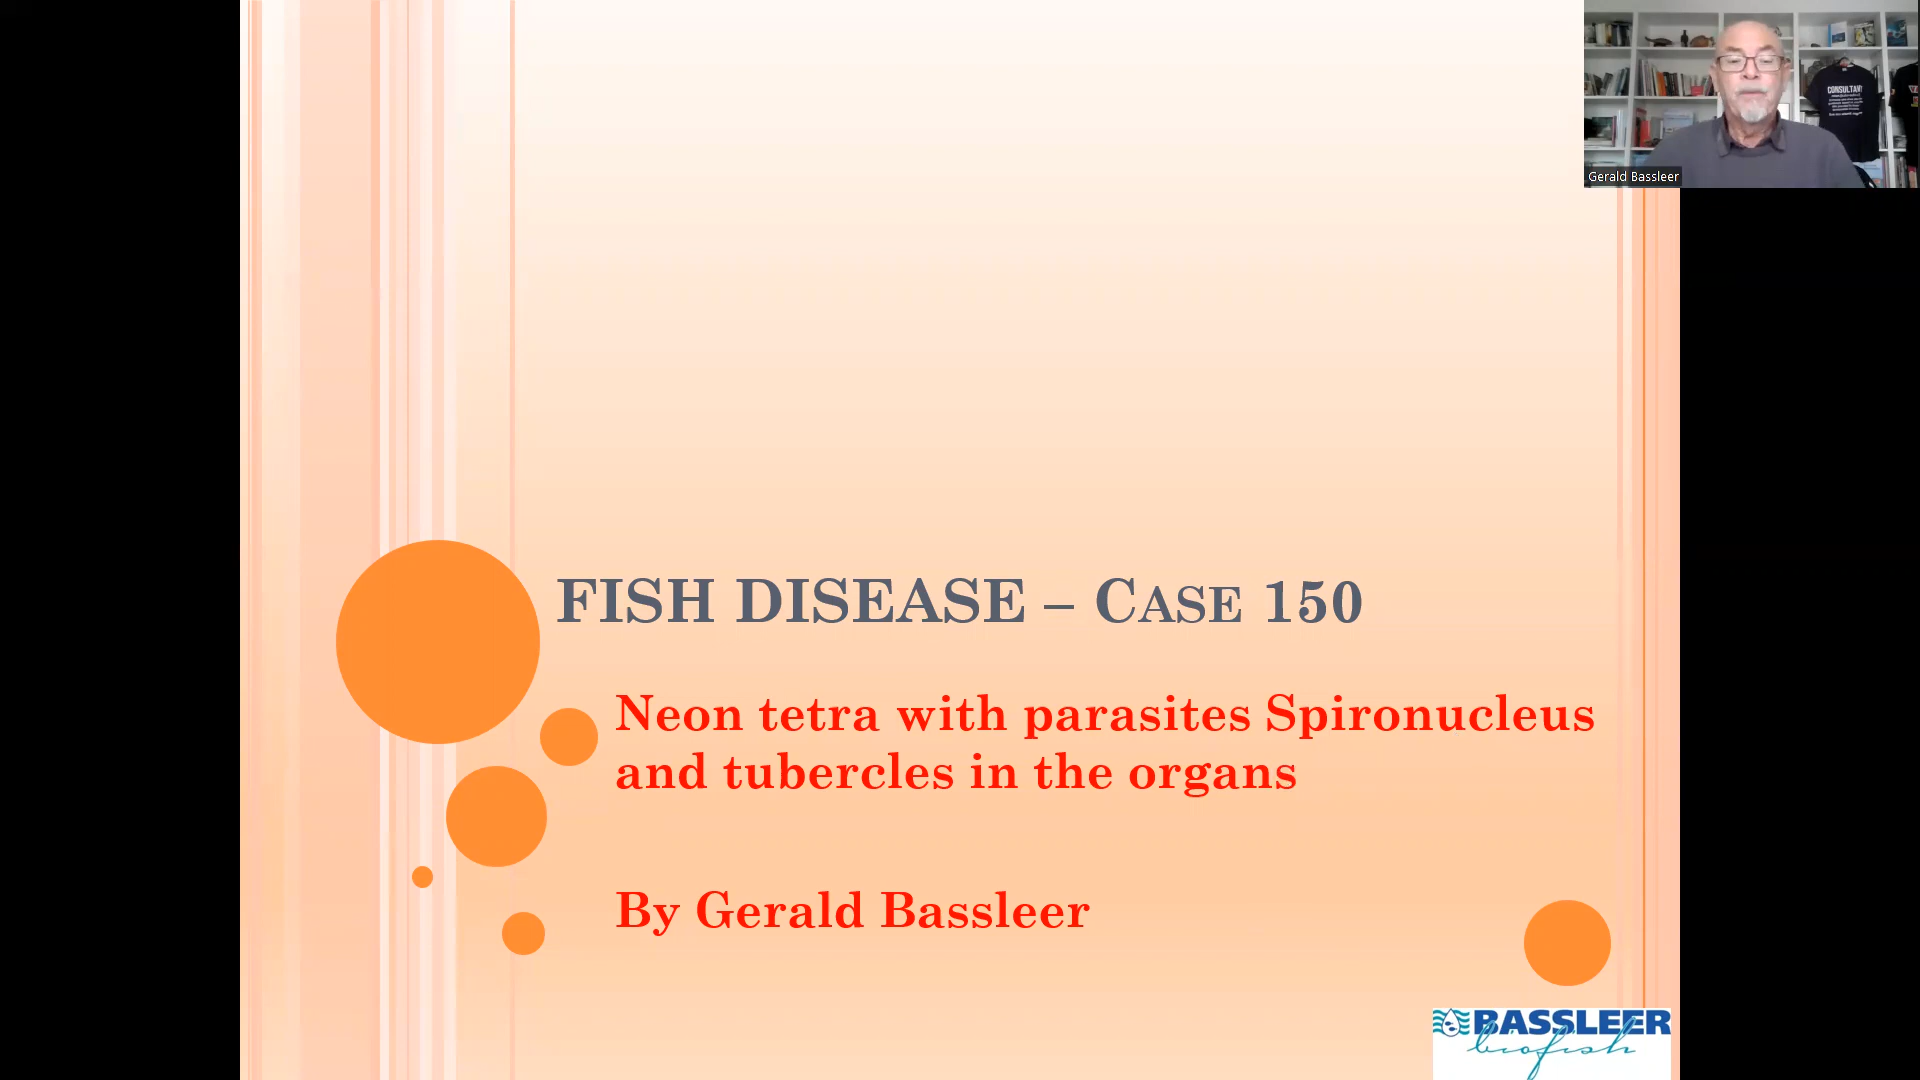 CONSULTANT
Gerald Bassleer
FISH DISEASE – CASE 150
Neon tetra with parasites Spironucleus
and tubercles in the organs
By Gerald Bassleer
BASSLEER
biofish